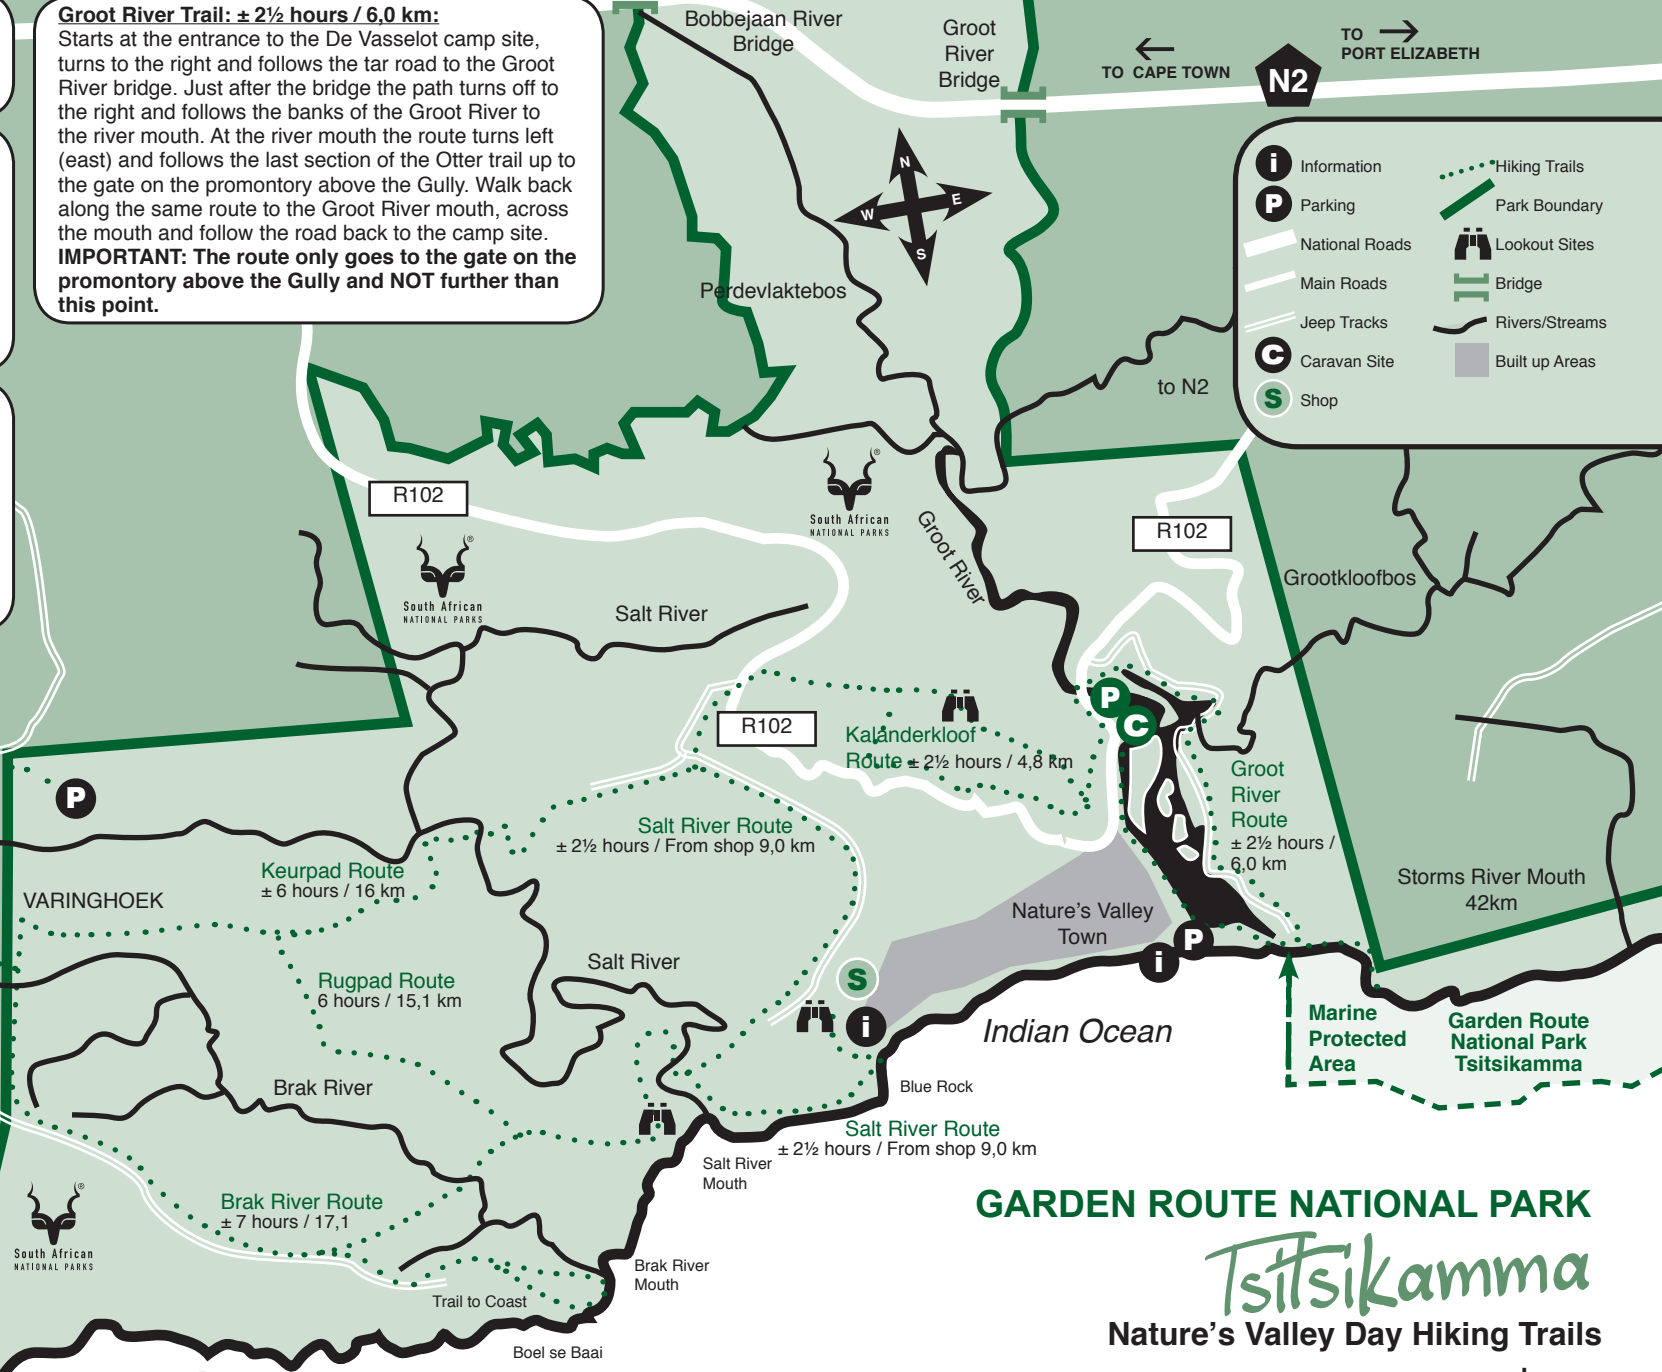 Groot River Trail: ± 2½ hours / 6,0 km:
Starts at the entrance to the De Vasselot camp site,
turns to the right and follows the tar road to the Groot
River bridge. Just after the bridge the path turns off to
the right and follows the banks of the Groot River to
the river mouth. At the river mouth the route turns left
(east) and follows the last section of the Otter trail up to
the gate on the promontory above the Gully. Walk back
along the same route to the Groot River mouth, across
the mouth and follow the road back to the camp site.
IMPORTANT: The route only goes to the gate on the
promontory above the Gully and NOT further than
this point.
Bobbejaan River
Bridge
Groot
River
Bridge
TO CAPE TOWN
N2
TO
PORT ELIZABETH
N
W
E
S
i Information
P Parking
National Roads
Main Roads
Jeep Tracks
C Caravan Site
S Shop
Hiking Trails
Park Boundary
Lookout Sites
Bridge
Rivers/Streams
Built up Areas
Perdevlaktebos
to N2
R102
South African
NATIONAL PARKS
®
R102
Groot River
Grootkloofbos
South African
NATIONAL PARKS
®
Salt River
P
C
R102
Kalanderkloof
Route ± 2½ hours / 4,8 km
Groot
River
Route
± 2½ hours /
6,0 km
P
Salt River Route
± 2½ hours / From shop 9,0 km
Keurpad Route
± 6 hours / 16 km
VARINGHOEK
Storms River Mouth
42km
Nature's Valley
Town
P
i
Salt River
S
i
Rugpad Route
6 hours / 15,1 km
Indian Ocean
Marine
Protected
Area
Garden Route
National Park
Tsitsikamma
Brak River
Blue Rock
Salt River Route
± 2½ hours / From shop 9,0 km
Salt River
Mouth
Brak River Route
± 7 hours / 17,1
South African
NATIONAL PARKS
®
Brak River
Mouth
Trail to Coast
Boel se Baai
GARDEN ROUTE NATIONAL PARK
Tsitsikamma
Nature's Valley Day Hiking Trails